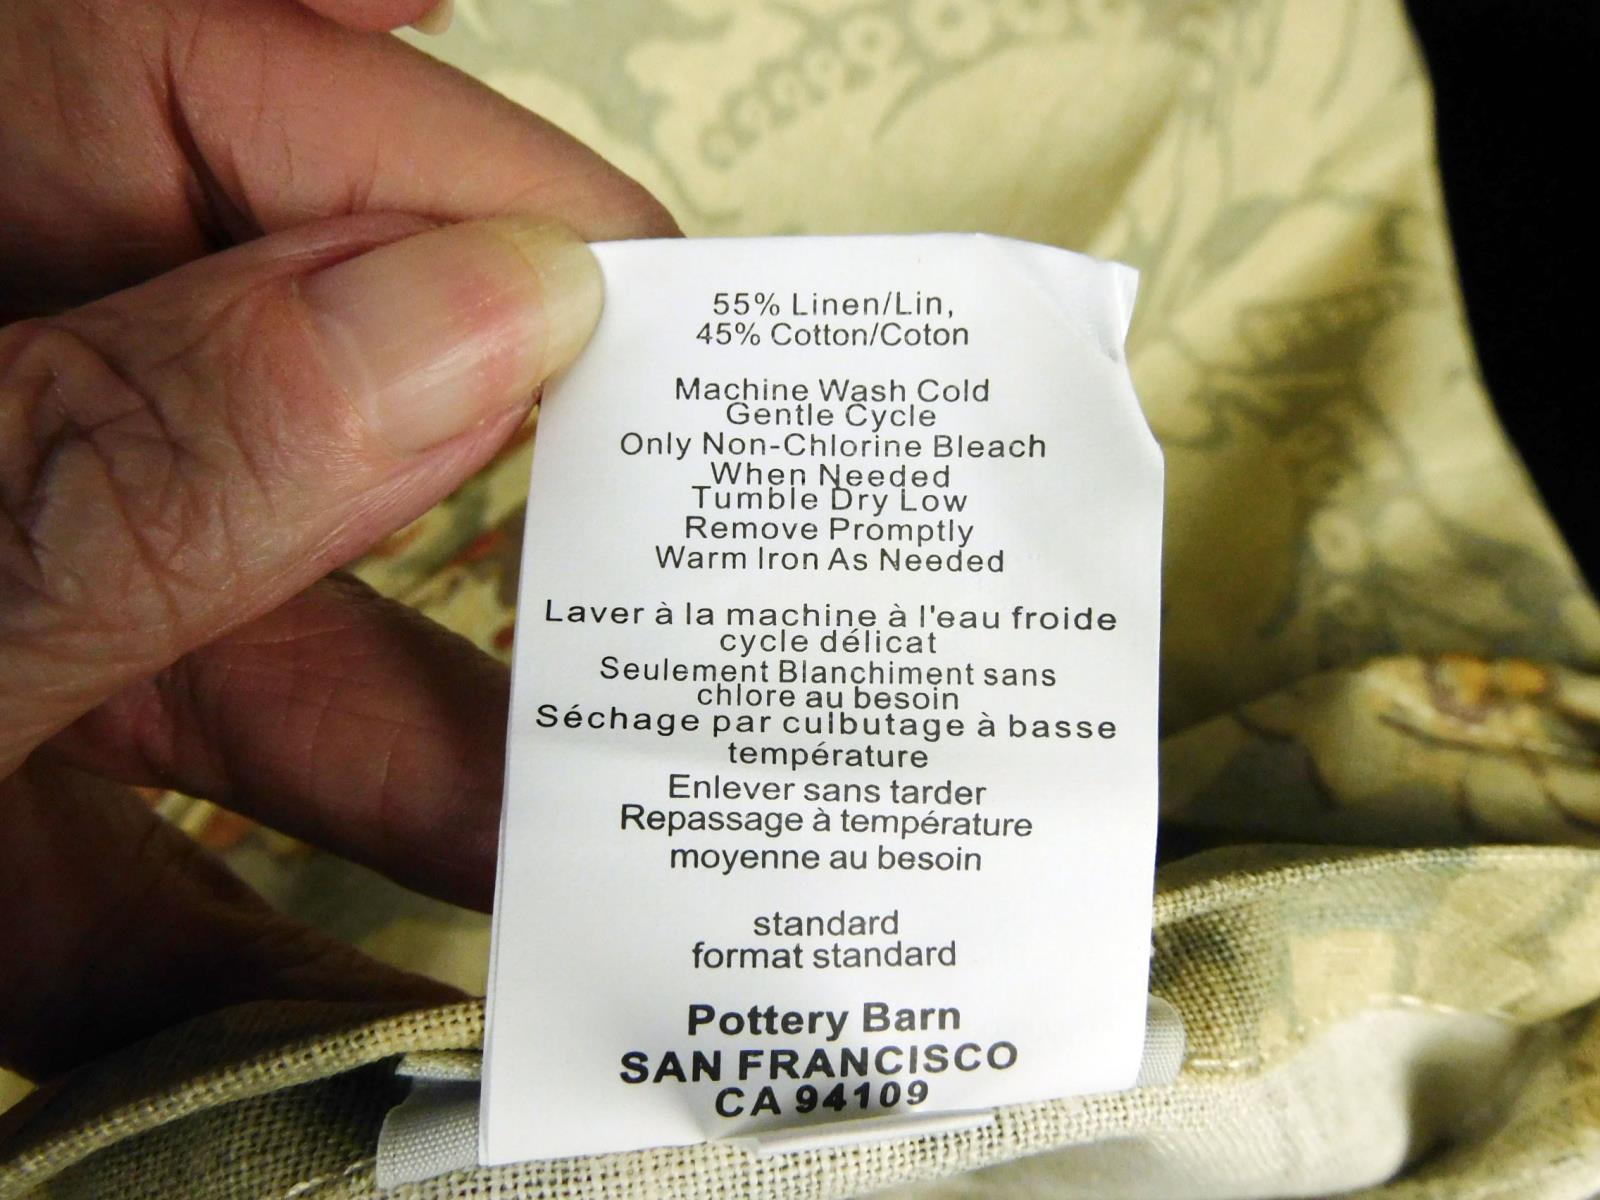 55% Linen/Lin,
45% Cotton/Coton
Machine Wash Cold
Gentle Cycle
Only Non-Chlorine Bleach
When Needed
Tumble Dry Low
Remove Promptly
Warm Iron As Needed
Laver à la machine à l'eau froide
cycle délicat
Seulement Blanchiment sans
chlore au besoin
Séchage par culbutage à basse
température
Enlever sans tarder
Repassage à température
moyenne au besoin
standard
format standard
Pottery Barn
SAN FRANCISCO
CA 94109